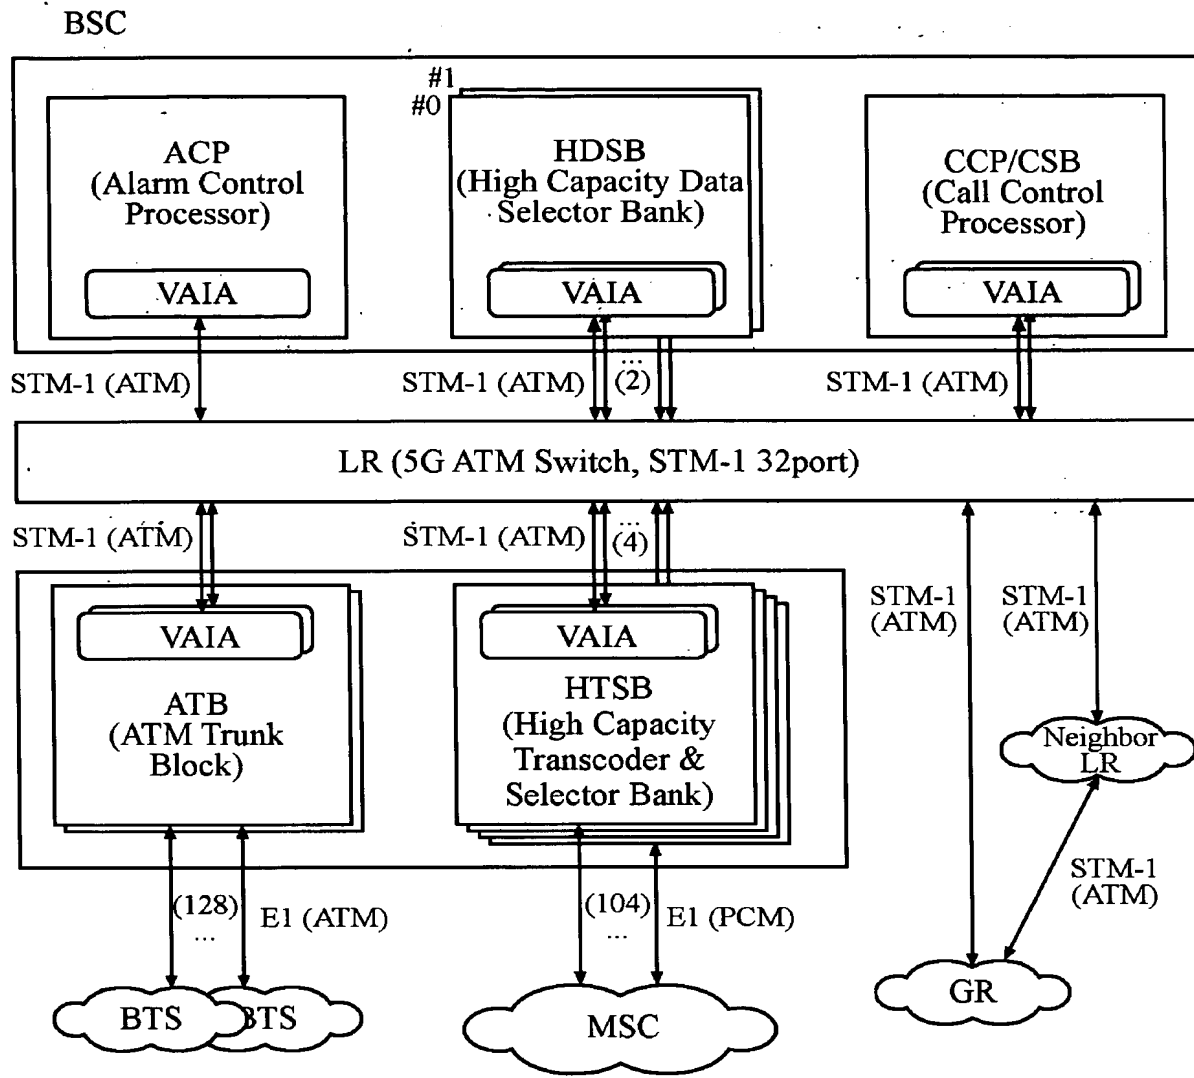 BSC
#1
#0
ACP
(Alarm Control
Processor)
VAIA
HDSB
(High Capacity Data
Selector Bank)
VAIA
CCP/CSB
(Call Control
Processor)
VAIA
STM-1 (ATM)
STM-1 (ATM)
...
(2)
STM-1 (ATM)
LR (5G ATM Switch, STM-1 32port)
STM-1 (ATM)
STM-1 (ATM)
...
(4)
VAIA
ATB
(ATM Trunk
Block)
VAIA
HTSB
(High Capacity
Transcoder &
Selector Bank)
STM-1
(ATM)
STM-1
(ATM)
Neighbor
LR
STM-1
(ATM)
(128)
...
E1 (ATM)
(104)
...
E1 (PCM)
BTS
BTS
MSC
GR